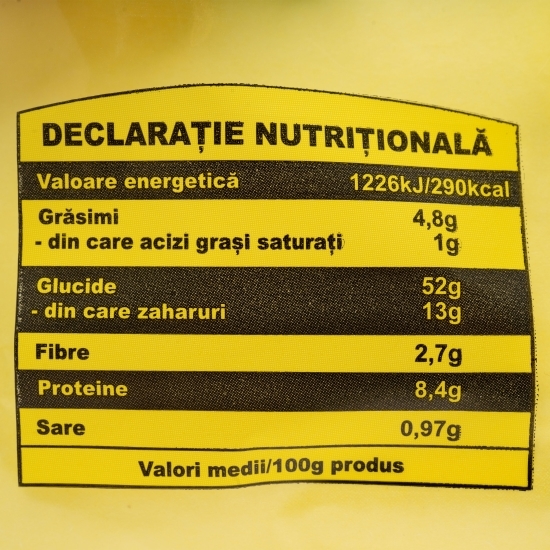 DECLARAȚIE NUTRIȚIONALĂ
Valoare energetică 1226kJ/290kcal
Grăsimi 4,8g
- din care acizi grași saturați 1g
Glucide 52g
- din care zaharuri 13g
Fibre 2,7g
Proteine 8,4g
Sare 0,97g
Valori medii/100g produs